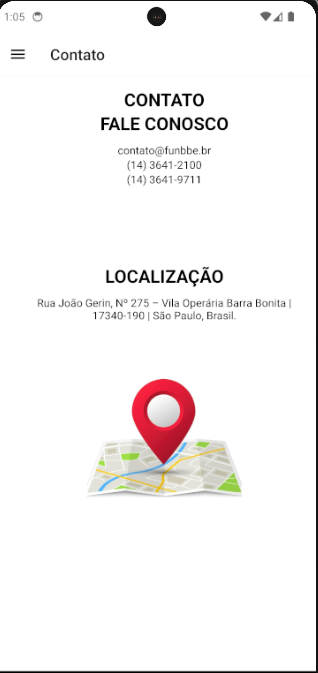 1:05
Contato
CONTATO
FALE CONOSCO
contato@funbbe.br
(14) 3641-2100
(14) 3641-9711
LOCALIZAÇÃO
Rua João Gerin, Nº 275 – Vila Operária Barra Bonita |
17340-190 | São Paulo, Brasil.